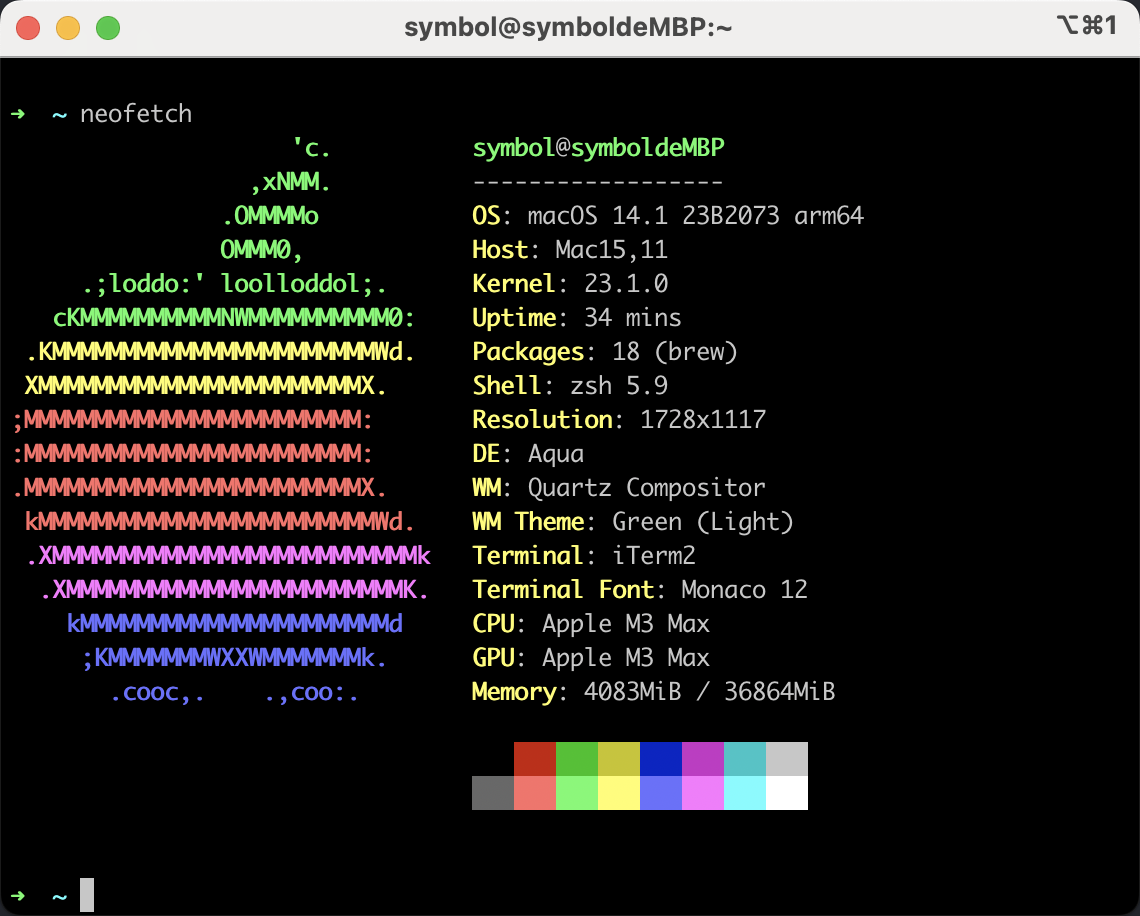 symbol@symboldeMBP:~ ⌥⌘1
➜  ~ neofetch
                    'c.          symbol@symboldeMBP
                 ,xNMM.          ------------------
               .OMMMMo           OS: macOS 14.1 23B2073 arm64
               OMMM0,            Host: Mac15,11
     .;loddo:' loolloddol;.      Kernel: 23.1.0
   cKMMMMMMMMMMNWMMMMMMMMMM0:    Uptime: 34 mins
 .KMMMMMMMMMMMMMMMMMMMMMMMWd.    Packages: 18 (brew)
 XMMMMMMMMMMMMMMMMMMMMMMMX.      Shell: zsh 5.9
;MMMMMMMMMMMMMMMMMMMMMMMM:       Resolution: 1728x1117
:MMMMMMMMMMMMMMMMMMMMMMMM:       DE: Aqua
.MMMMMMMMMMMMMMMMMMMMMMMMX.      WM: Quartz Compositor
 kMMMMMMMMMMMMMMMMMMMMMMMMWd.    WM Theme: Green (Light)
 .XMMMMMMMMMMMMMMMMMMMMMMMMMMk   Terminal: iTerm2
  .XMMMMMMMMMMMMMMMMMMMMMMMMK.   Terminal Font: Monaco 12
    kMMMMMMMMMMMMMMMMMMMMMMd     CPU: Apple M3 Max
     ;KMMMMMMMWXXWMMMMMMMk.      GPU: Apple M3 Max
       .cooc,.    .,coo:.        Memory: 4083MiB / 36864MiB
➜  ~